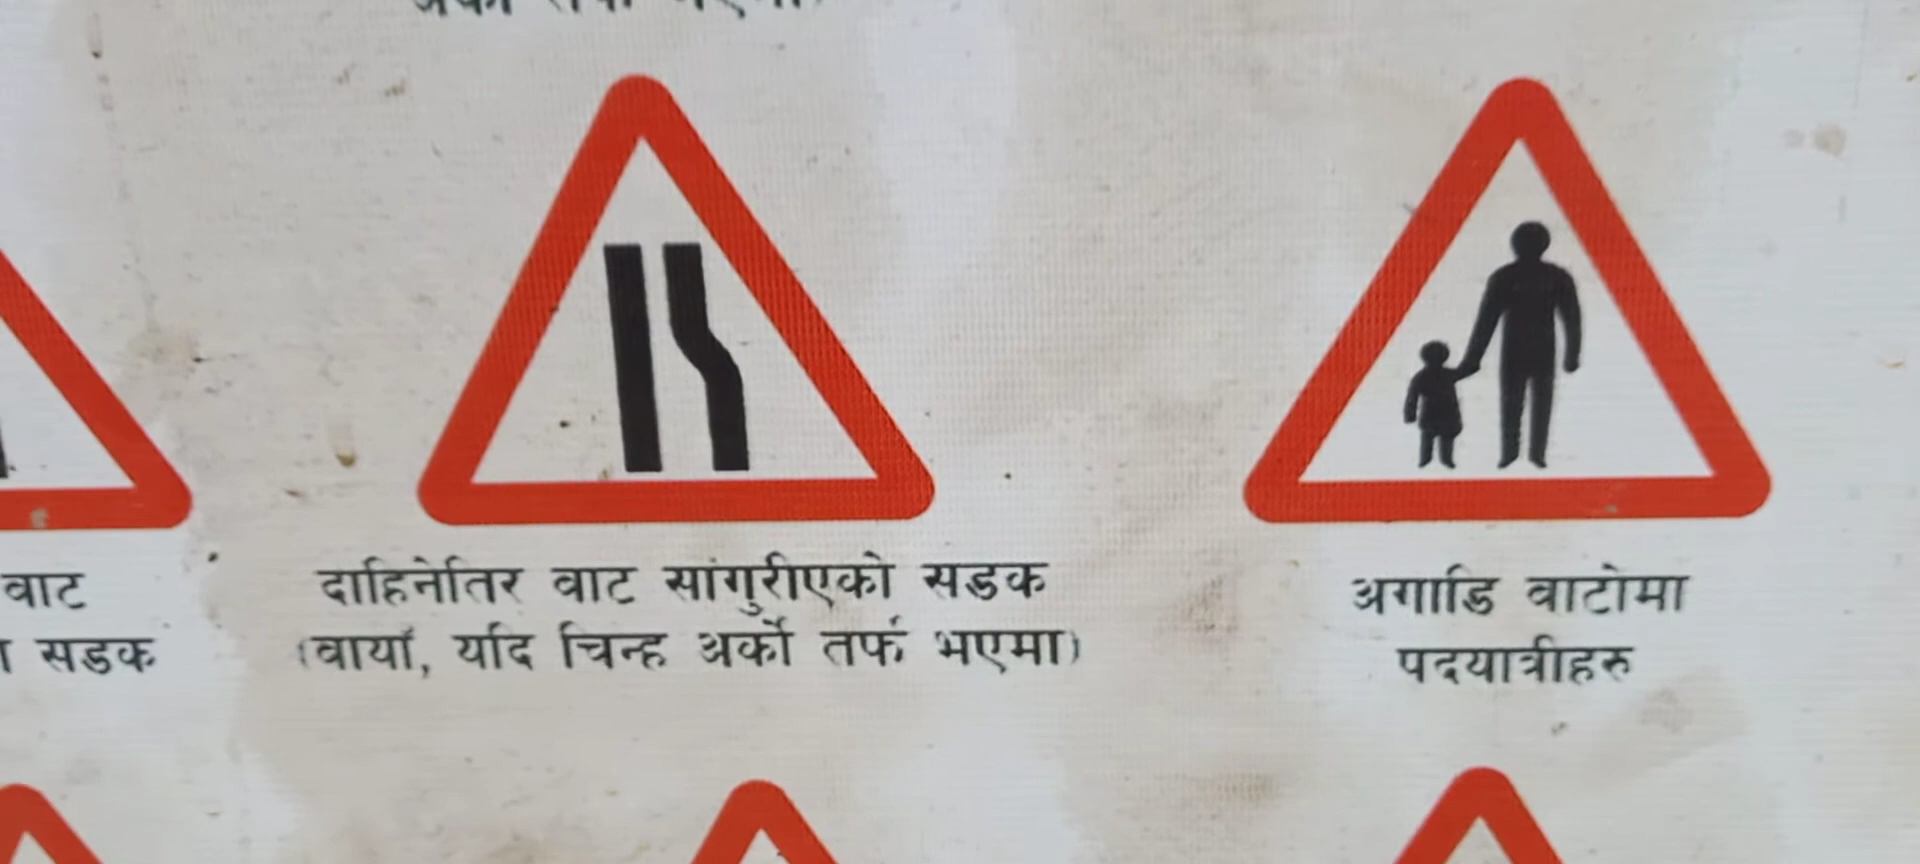 वाट
सडक
दाहिनेतिर वाट सांगुरीएको सडक
(वायाँ, यदि चिन्ह अर्को तर्फ भएमा)
अगाडि वाटोमा
पदयात्रीहरु